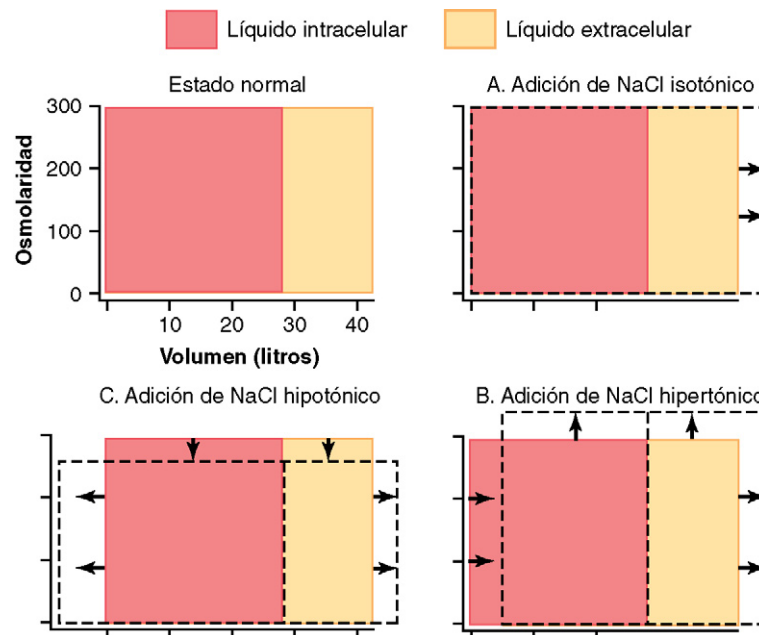 Líquido intracelular
Líquido extracelular
Estado normal
A. Adición de NaCl isotónico
Osmolaridad
300
200
100
0
10 20 30 40
Volumen (litros)
C. Adición de NaCl hipotónico
B. Adición de NaCl hipertónico